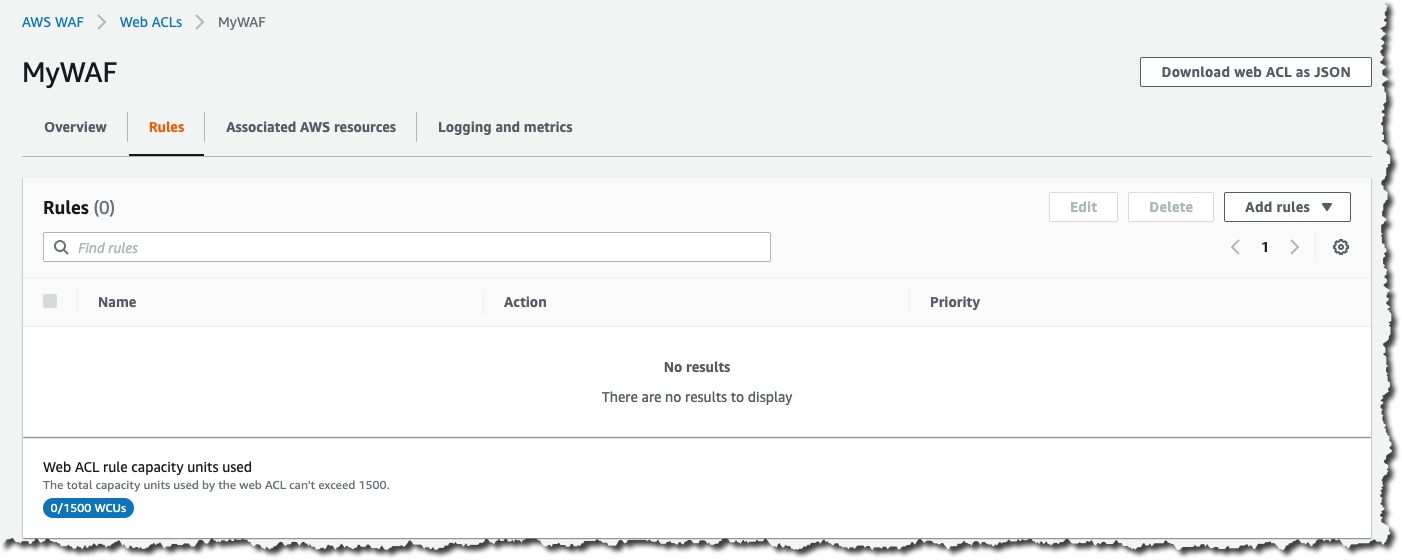 AWS WAF > Web ACLs > MyWAF
MyWAF
Download web ACL as JSON
Overview Rules Associated AWS resources Logging and metrics
Rules (0)
Edit Delete Add rules ▼
Find rules
< 1 >
Name Action Priority
No results
There are no results to display
Web ACL rule capacity units used
The total capacity units used by the web ACL can't exceed 1500.
0/1500 WCUs